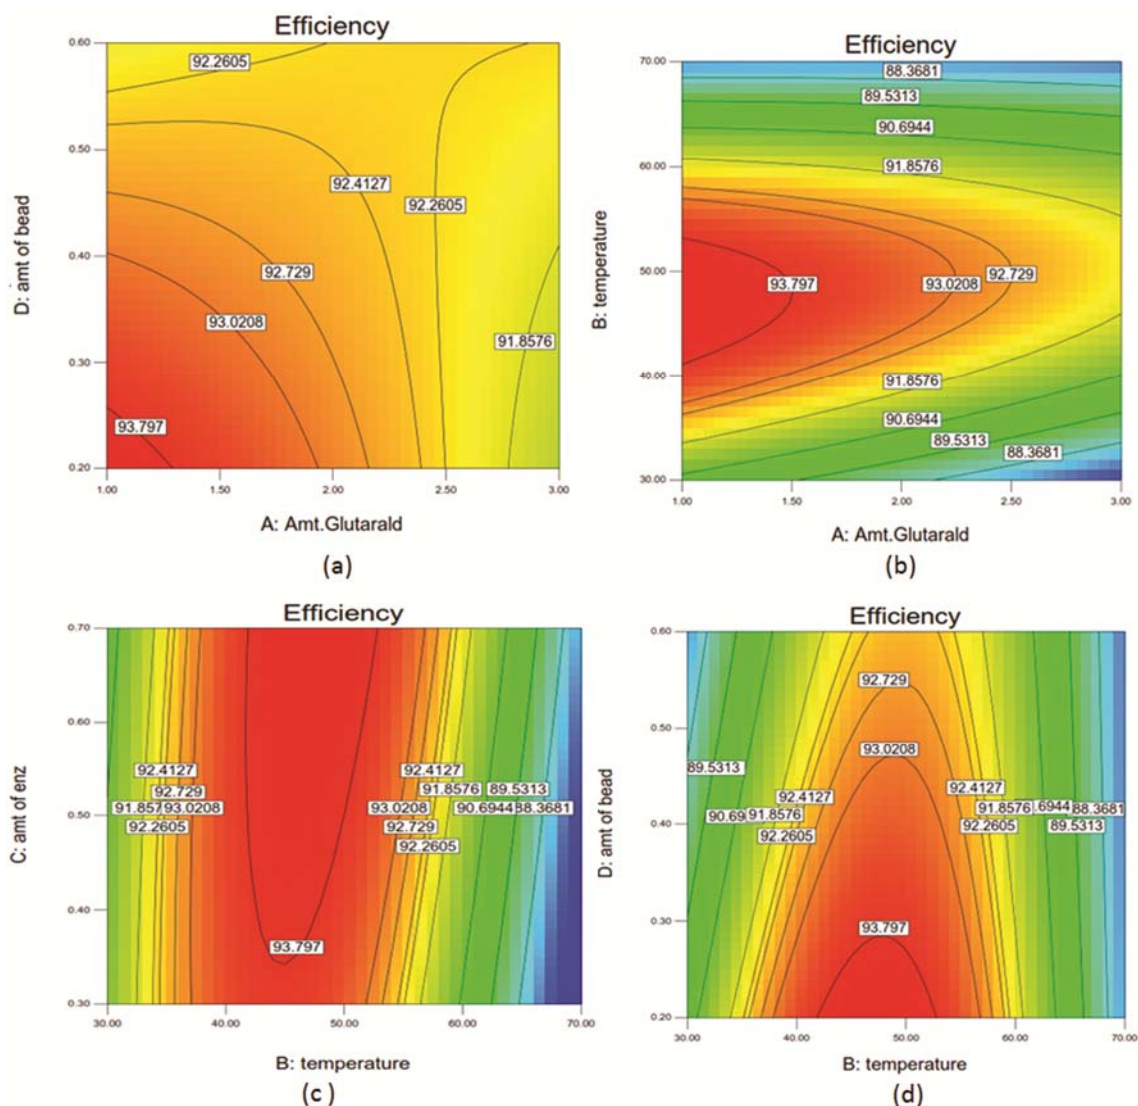 Efficiency
0.60
92.2605
0.50
92.4127
92.2605
0.40
92.729
93.0208
91.8576
0.30
93.797
0.20
1.00 1.50 2.00 2.50 3.00
D: amt of bead
A: Amt.Glutarald
(a)
Efficiency
70.00
88.3681
89.5313
90.6944
60.00
91.8576
50.00
93.797 93.0208 92.729
40.00
91.8576
90.6944
89.5313
88.3681
30.00
1.00 1.50 2.00 2.50 3.00
B: temperature
A: Amt.Glutarald
(b)
Efficiency
0.70
0.60
92.4127 92.4127
92.729 91.8576 89.5313
91.857 93.0208 93.0208 90.6944 88.3681
0.50
92.2605 92.729
92.2605
0.40
93.797
0.30
30.00 40.00 50.00 60.00 70.00
C: amt of enz
B: temperature
(c)
Efficiency
0.60
92.729
0.50
93.0208
89.5313
92.4127 92.4127
90.69 91.8576 91.8576 .6944 88.3681
0.40
92.2605 92.2605 89.5313
0.30
93.797
0.20
30.00 40.00 50.00 60.00 70.00
D: amt of bead
B: temperature
(d)